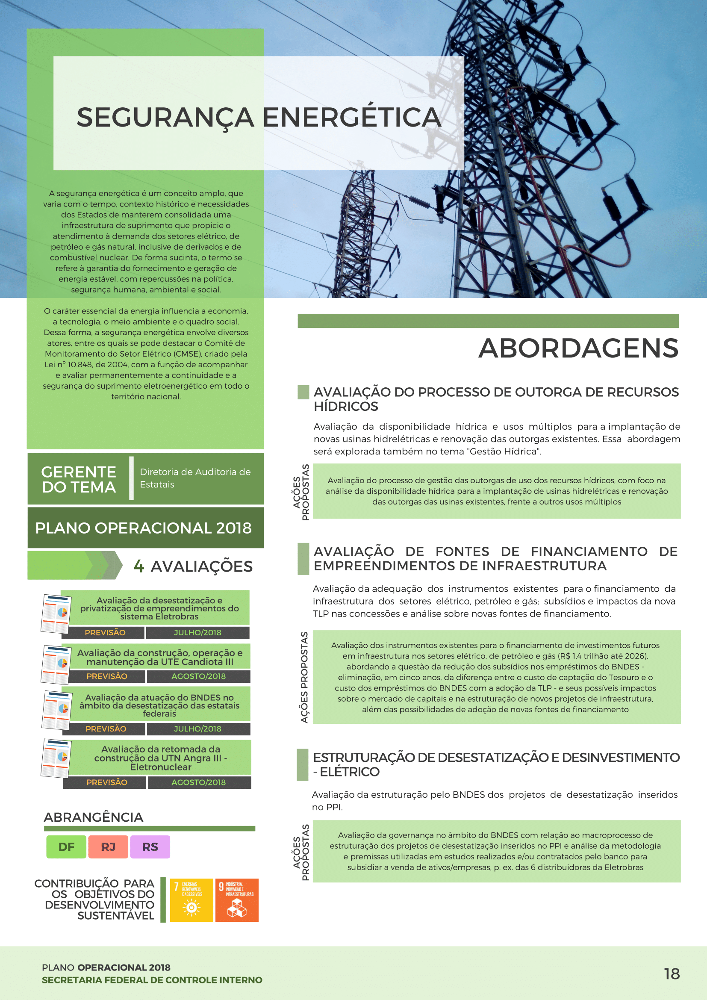 SEGURANÇA ENERGÉTICA
A segurança energética é um conceito amplo, que
varia com o tempo, contexto histórico e necessidades
dos Estados de manterem consolidada uma
infraestrutura de suprimento que propicie o
atendimento à demanda dos setores elétrico, de
petróleo e gás natural, inclusive de derivados e de
combustível nuclear. De forma sucinta, o termo se
refere à garantia do fornecimento e geração de
energia estável, com repercussões na política,
segurança humana, ambiental e social.
O caráter essencial da energia influencia a economia,
a tecnologia, o meio ambiente e o quadro social.
Dessa forma, a segurança energética envolve diversos
atores, entre os quais se pode destacar o Comitê de
Monitoramento do Setor Elétrico (CMSE), criado pela
Lei nº 10.848, de 2004, com a função de acompanhar
e avaliar permanentemente a continuidade e a
segurança do suprimento eletroenergético em todo o
território nacional.
GERENTE
DO TEMA
Diretoria de Auditoria de
Estatais
PLANO OPERACIONAL 2018
4 AVALIAÇÕES
Avaliação da desestatização e
privatização de empreendimentos do
sistema Eletrobras
PREVISÃO JULHO/2018
Avaliação da construção, operação e
manutenção da UTE Candiota III
PREVISÃO AGOSTO/2018
Avaliação da atuação do BNDES no
âmbito da desestatização das estatais
federais
PREVISÃO JULHO/2018
Avaliação da retomada da
construção da UTN Angra III -
Eletronuclear
PREVISÃO AGOSTO/2018
ABRANGÊNCIA
DF RJ RS
CONTRIBUIÇÃO PARA
OS OBJETIVOS DO
DESENVOLVIMENTO
SUSTENTÁVEL
7 ENERGIAS
RENOVÁVEIS
E ACESSÍVEIS
9 INDÚSTRIA,
INOVAÇÃO E
INFRAESTRUTURAS
ABORDAGENS
AVALIAÇÃO DO PROCESSO DE OUTORGA DE RECURSOS
HÍDRICOS
Avaliação da disponibilidade hídrica e usos múltiplos para a implantação de
novas usinas hidrelétricas e renovação das outorgas existentes. Essa abordagem
será explorada também no tema "Gestão Hídrica".
AÇÕES
PROPOSTAS
Avaliação do processo de gestão das outorgas de uso dos recursos hídricos, com foco na
análise da disponibilidade hídrica para a implantação de usinas hidrelétricas e renovação
das outorgas das usinas existentes, frente a outros usos múltiplos
AVALIAÇÃO DE FONTES DE FINANCIAMENTO DE
EMPREENDIMENTOS DE INFRAESTRUTURA
Avaliação da adequação dos instrumentos existentes para o financiamento da
infraestrutura dos setores elétrico, petróleo e gás; subsídios e impactos da nova
TLP nas concessões e análise sobre novas fontes de financiamento.
AÇÕES PROPOSTAS
Avaliação dos instrumentos existentes para o financiamento de investimentos futuros
em infraestrutura nos setores elétrico, de petróleo e gás (R$ 1,4 trilhão até 2026),
abordando a questão da redução dos subsídios nos empréstimos do BNDES -
eliminação, em cinco anos, da diferença entre o custo de captação do Tesouro e o
custo dos empréstimos do BNDES com a adoção da TLP - e seus possíveis impactos
sobre o mercado de capitais e na estruturação de novos projetos de infraestrutura,
além das possibilidades de adoção de novas fontes de financiamento
ESTRUTURAÇÃO DE DESESTATIZAÇÃO E DESINVESTIMENTO
- ELÉTRICO
Avaliação da estruturação pelo BNDES dos projetos de desestatização inseridos
no PPI.
AÇÕES
PROPOSTAS
Avaliação da governança no âmbito do BNDES com relação ao macroprocesso de
estruturação dos projetos de desestatização inseridos no PPI e análise da metodologia
e premissas utilizadas em estudos realizados e/ou contratados pelo banco para
subsidiar a venda de ativos/empresas, p. ex. das 6 distribuidoras da Eletrobras
PLANO OPERACIONAL 2018
SECRETARIA FEDERAL DE CONTROLE INTERNO
18